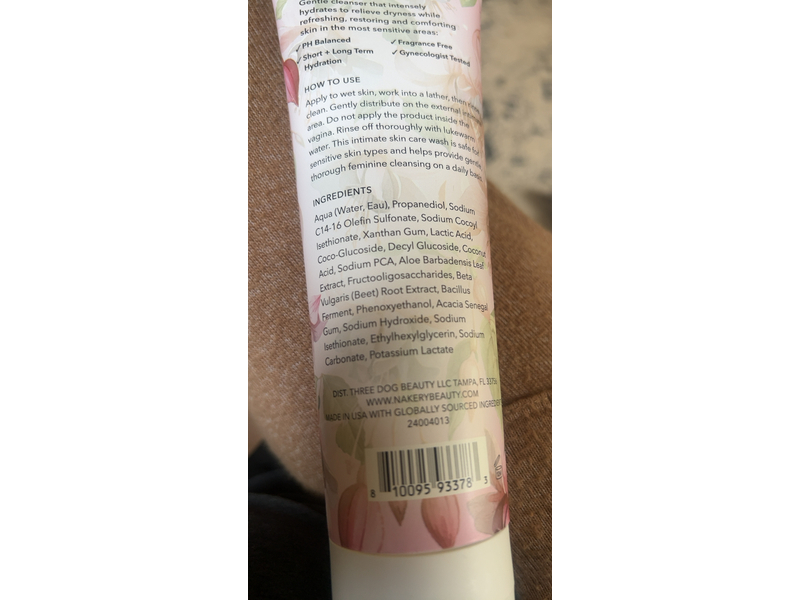 Gentle cleanser that intensely
hydrates to relieve dryness while
refreshing, restoring and comforting
skin in the most sensitive areas:
✓ PH Balanced ✓ Fragrance Free
✓ Short + Long Term Hydration ✓ Gynecologist Tested
HOW TO USE
Apply to wet skin, work into a lather, then
clean. Gently distribute on the external
area. Do not apply the product inside the
vagina. Rinse off thoroughly with lukewarm
water. This intimate skin care wash is safe for
sensitive skin types and helps provide gentle
thorough feminine cleansing on a daily basis
INGREDIENTS
Aqua (Water, Eau), Propanediol, Sodium
C14-16 Olefin Sulfonate, Sodium Cocoyl
Isethionate, Xanthan Gum, Lactic Acid,
Coco-Glucoside, Decyl Glucoside, Coconut
Acid, Sodium PCA, Aloe Barbadensis Leaf
Extract, Fructooligosaccharides, Beta
Vulgaris (Beet) Root Extract, Bacillus
Ferment, Phenoxyethanol, Acacia Senegal
Gum, Sodium Hydroxide, Sodium
Isethionate, Ethylhexylglycerin, Sodium
Carbonate, Potassium Lactate
DIST. THREE DOG BEAUTY LLC TAMPA, FL
WWW.NAKERYBEAUTY.COM
MADE IN USA WITH GLOBALLY SOURCED INGREDIENTS
24004013
8 10095 93378 3